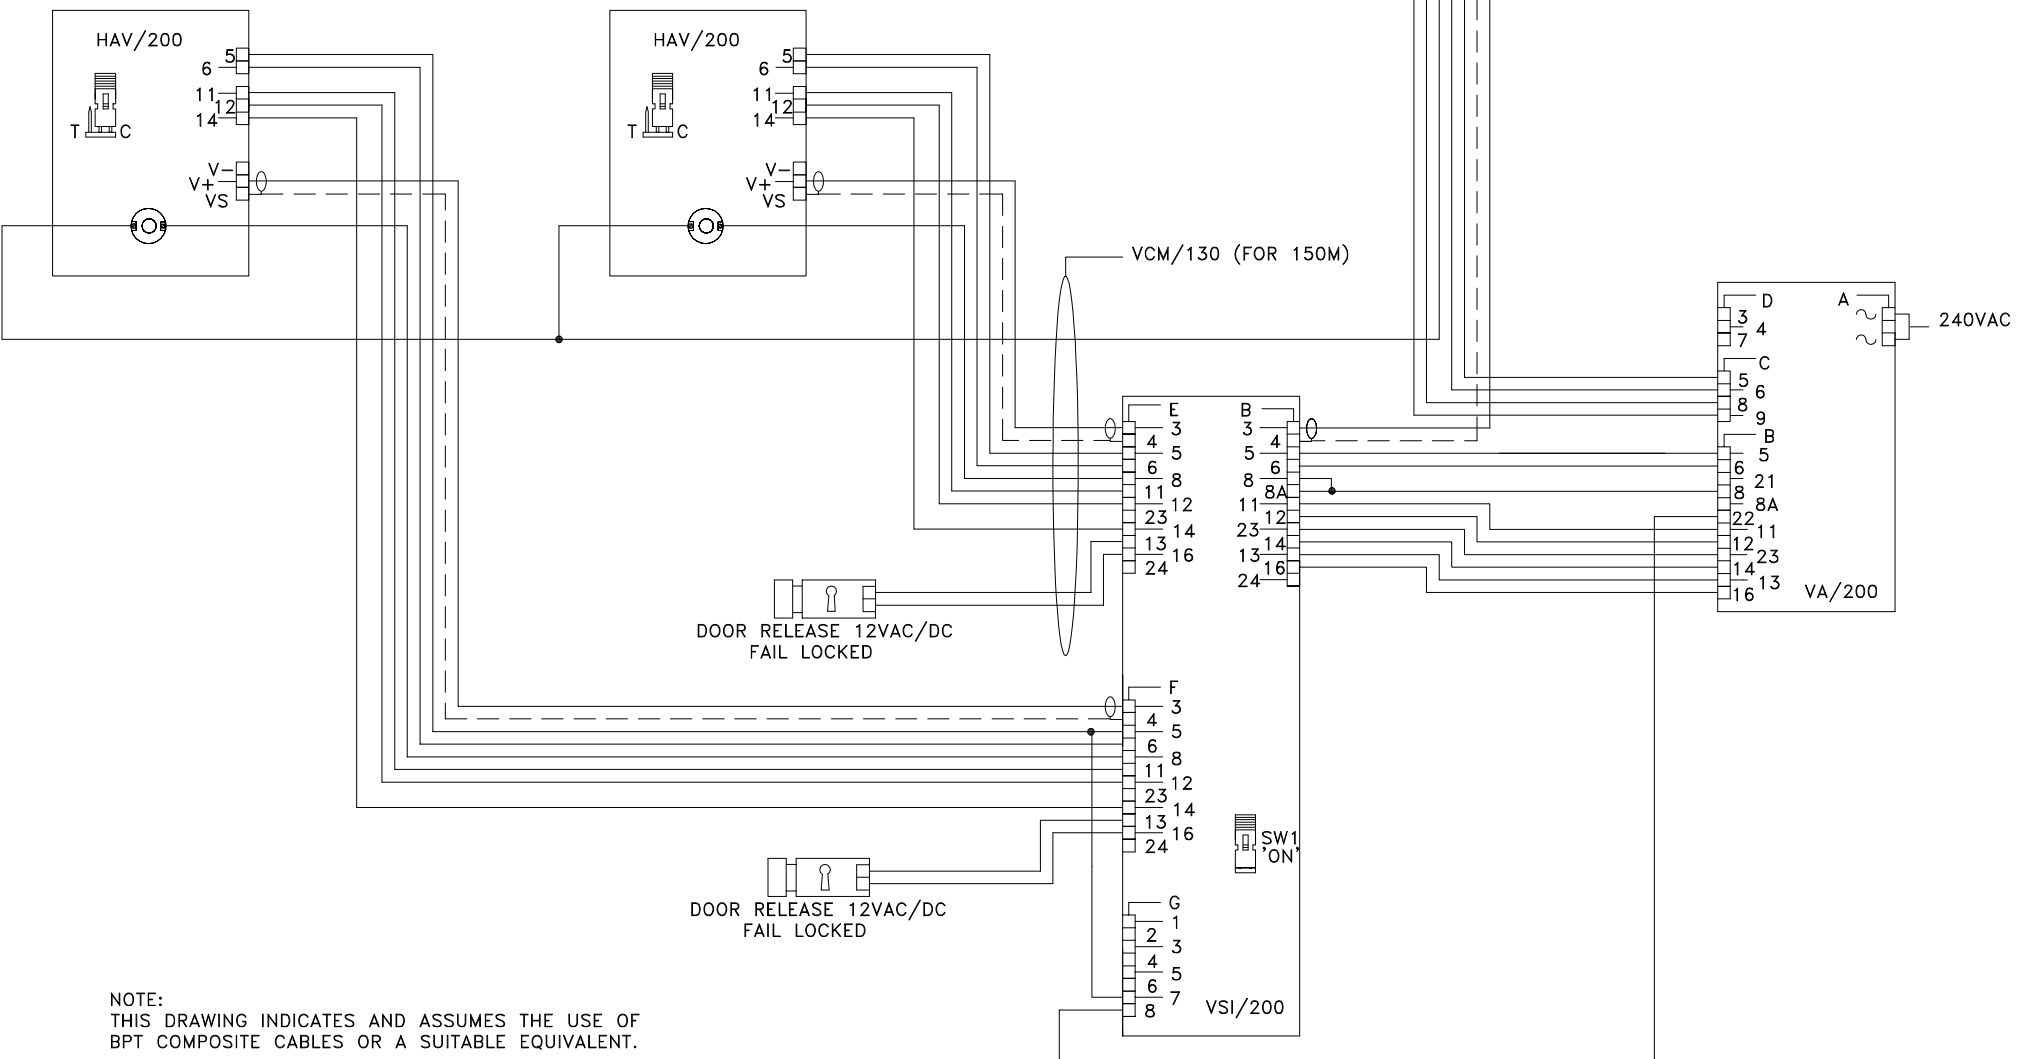 HAV/200
5
6
11
12
14
T C
V-
V+
VS
HAV/200
5
6
11
12
14
T C
V-
V+
VS
VCM/130 (FOR 150M)
D
3
4
7
C
5
6
8
9
B
5
6
21
8
8A
22
11
12
23
14
13
16
VA/200
A
240VAC
E
3
4
5
6
8
11
12
23
14
13
16
24
B
3
4
5
6
8
8A
11
12
23
14
13
16
24
DOOR RELEASE 12VAC/DC
FAIL LOCKED
F
3
4
5
6
8
11
12
23
14
13
16
24
SW1
'ON'
DOOR RELEASE 12VAC/DC
FAIL LOCKED
G
1
2
3
4
5
6
7
8
VSI/200
NOTE:
THIS DRAWING INDICATES AND ASSUMES THE USE OF
BPT COMPOSITE CABLES OR A SUITABLE EQUIVALENT.